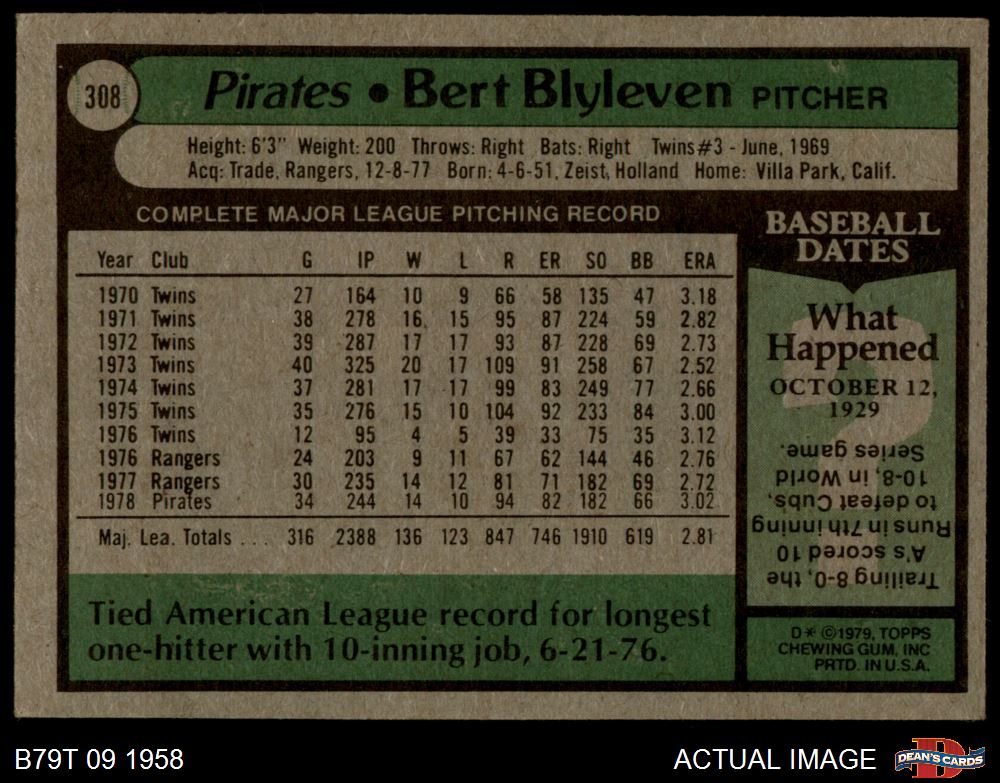 308
Pirates • Bert Blyleven PITCHER
Height: 6'3" Weight: 200 Throws: Right Bats: Right Twins#3 - June, 1969
Acq: Trade, Rangers, 12-8-77 Born: 4-6-51, Zeist, Holland Home: Villa Park, Calif.
COMPLETE MAJOR LEAGUE PITCHING RECORD
Year Club G IP W L R ER SO BB ERA
1970 Twins 27 164 10 9 66 58 135 47 3.18
1971 Twins 38 278 16 15 95 87 224 59 2.82
1972 Twins 39 287 17 17 93 87 228 69 2.73
1973 Twins 40 325 20 17 109 91 258 67 2.52
1974 Twins 37 281 17 17 99 83 249 77 2.66
1975 Twins 35 276 15 10 104 92 233 84 3.00
1976 Twins 12 95 4 5 39 33 75 35 3.12
1976 Rangers 24 203 9 11 67 62 144 46 2.76
1977 Rangers 30 235 14 12 81 71 182 69 2.72
1978 Pirates 34 244 14 10 94 82 182 66 3.02
Maj. Lea. Totals ... 316 2388 136 123 847 746 1910 619 2.81
Tied American League record for longest
one-hitter with 10-inning job, 6-21-76.
BASEBALL
DATES
What
Happened
OCTOBER 12,
1929
Trailing 8-0, the
A's scored 10
Runs in 7th inning
to defeat Cubs,
10-8, in World
Series game.
D* ©1979, TOPPS
CHEWING GUM, INC
PRTD. IN U.S.A.
B79T 09 1958
ACTUAL IMAGE
DEAN'S CARDS